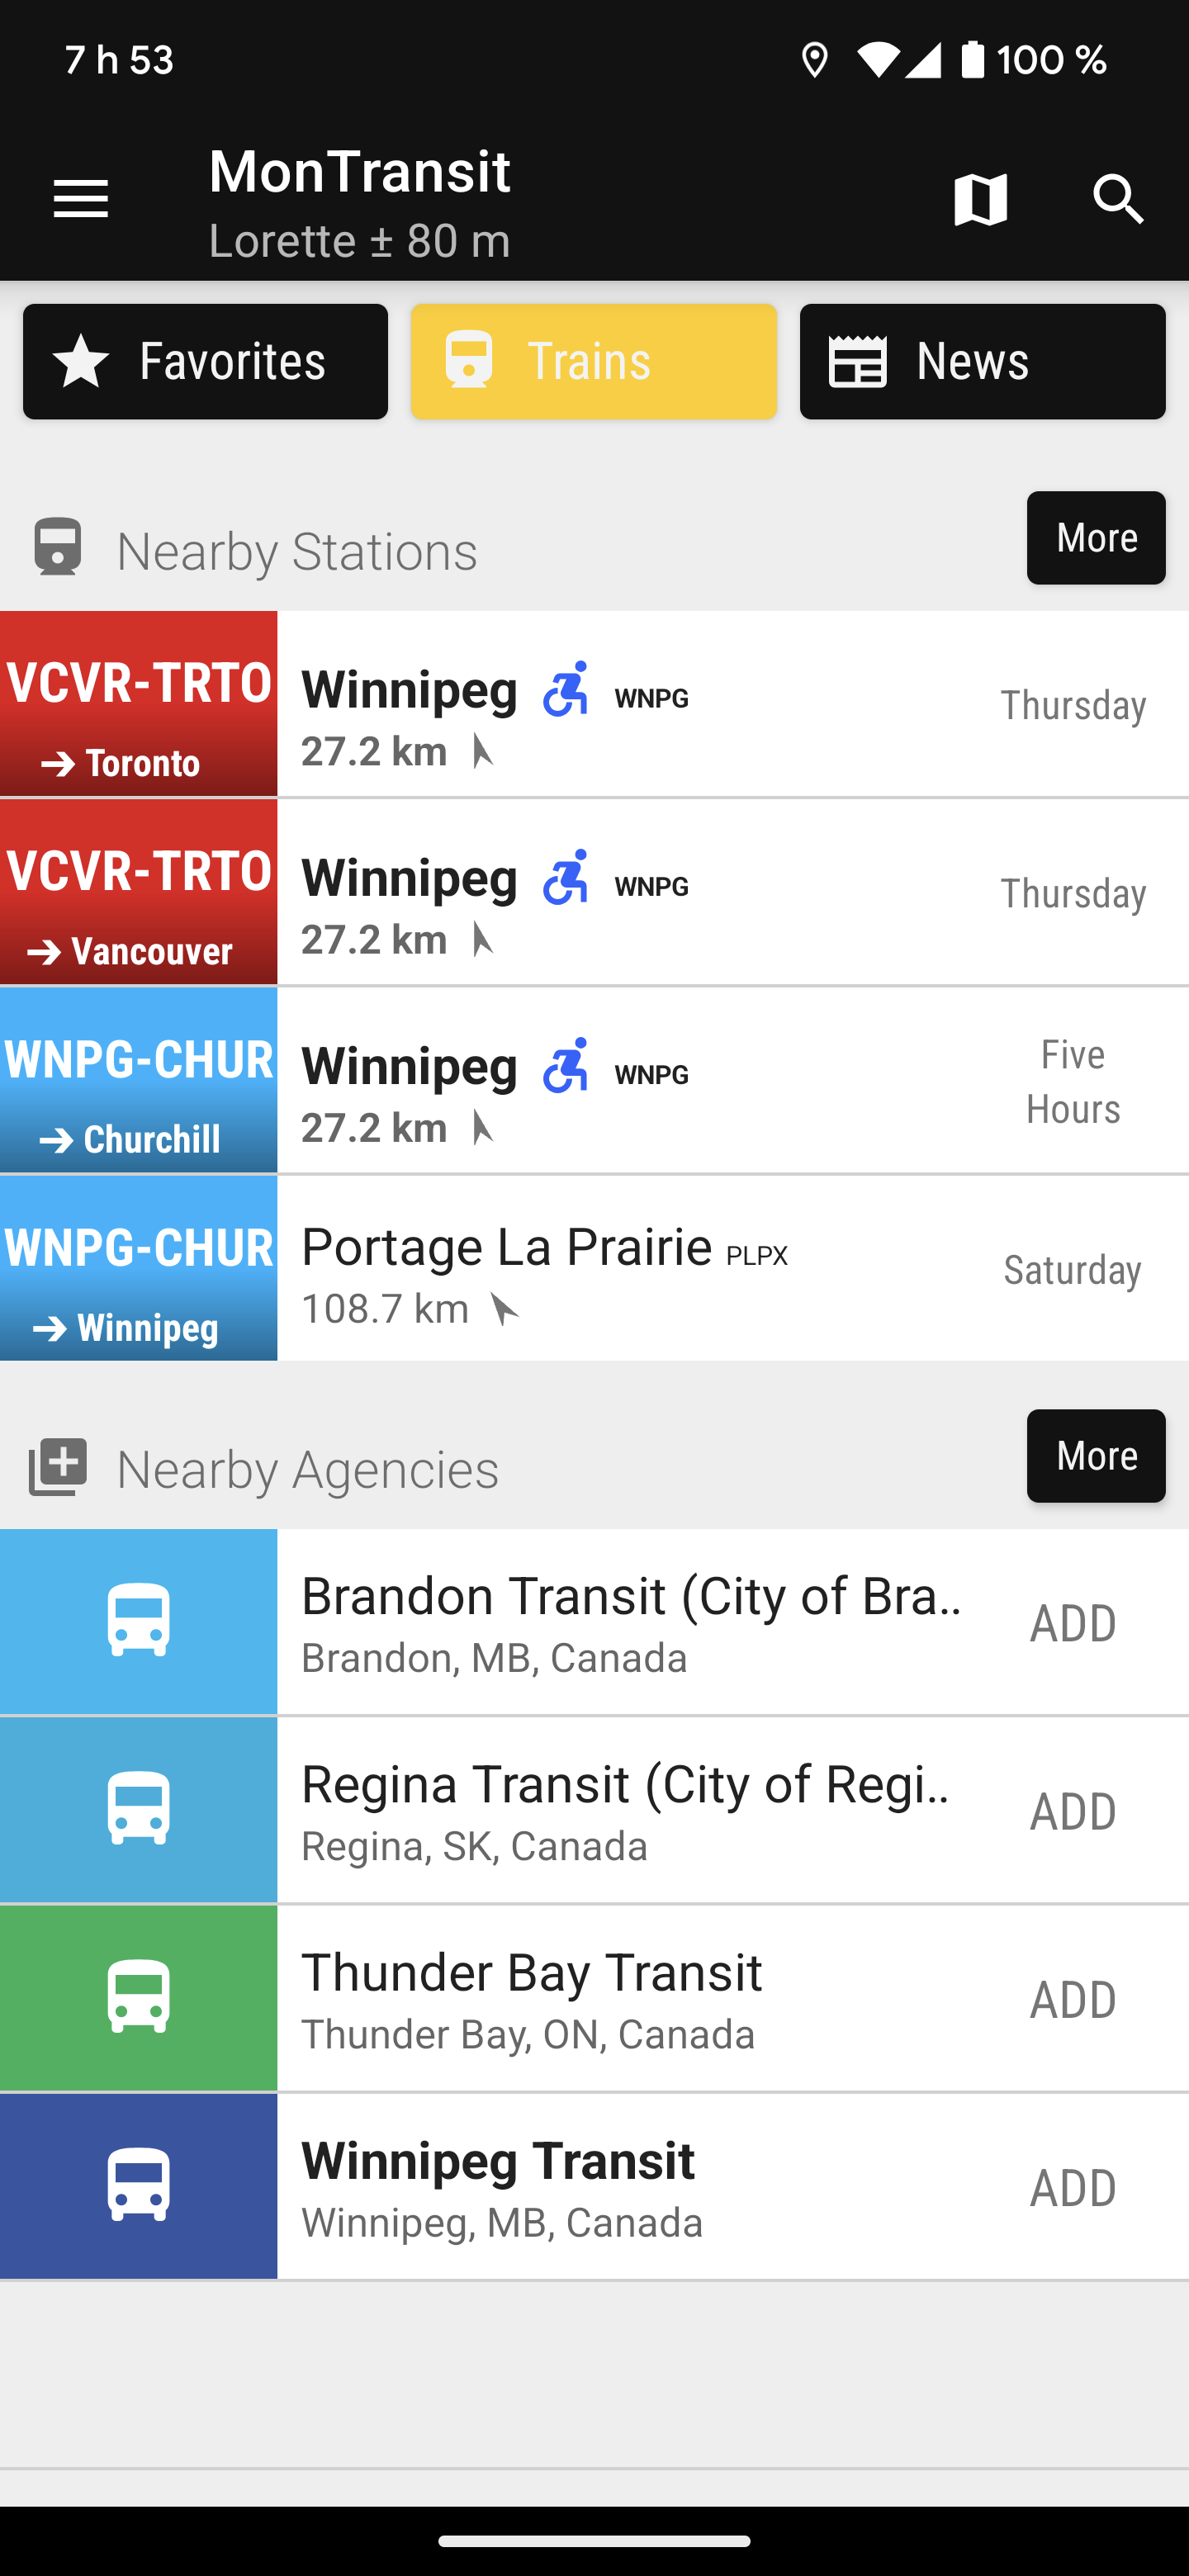 7 h 53
100 %
MonTransit
Lorette ± 80 m
Favorites
Trains
News
Nearby Stations
More
VCVR-TRTO
➔ Toronto
Winnipeg WNPG
27.2 km
Thursday
VCVR-TRTO
➔ Vancouver
Winnipeg WNPG
27.2 km
Thursday
WNPG-CHUR
➔ Churchill
Winnipeg WNPG
27.2 km
Five
Hours
WNPG-CHUR
➔ Winnipeg
Portage La Prairie PLPX
108.7 km
Saturday
Nearby Agencies
More
Brandon Transit (City of Bra..
Brandon, MB, Canada
ADD
Regina Transit (City of Regi..
Regina, SK, Canada
ADD
Thunder Bay Transit
Thunder Bay, ON, Canada
ADD
Winnipeg Transit
Winnipeg, MB, Canada
ADD